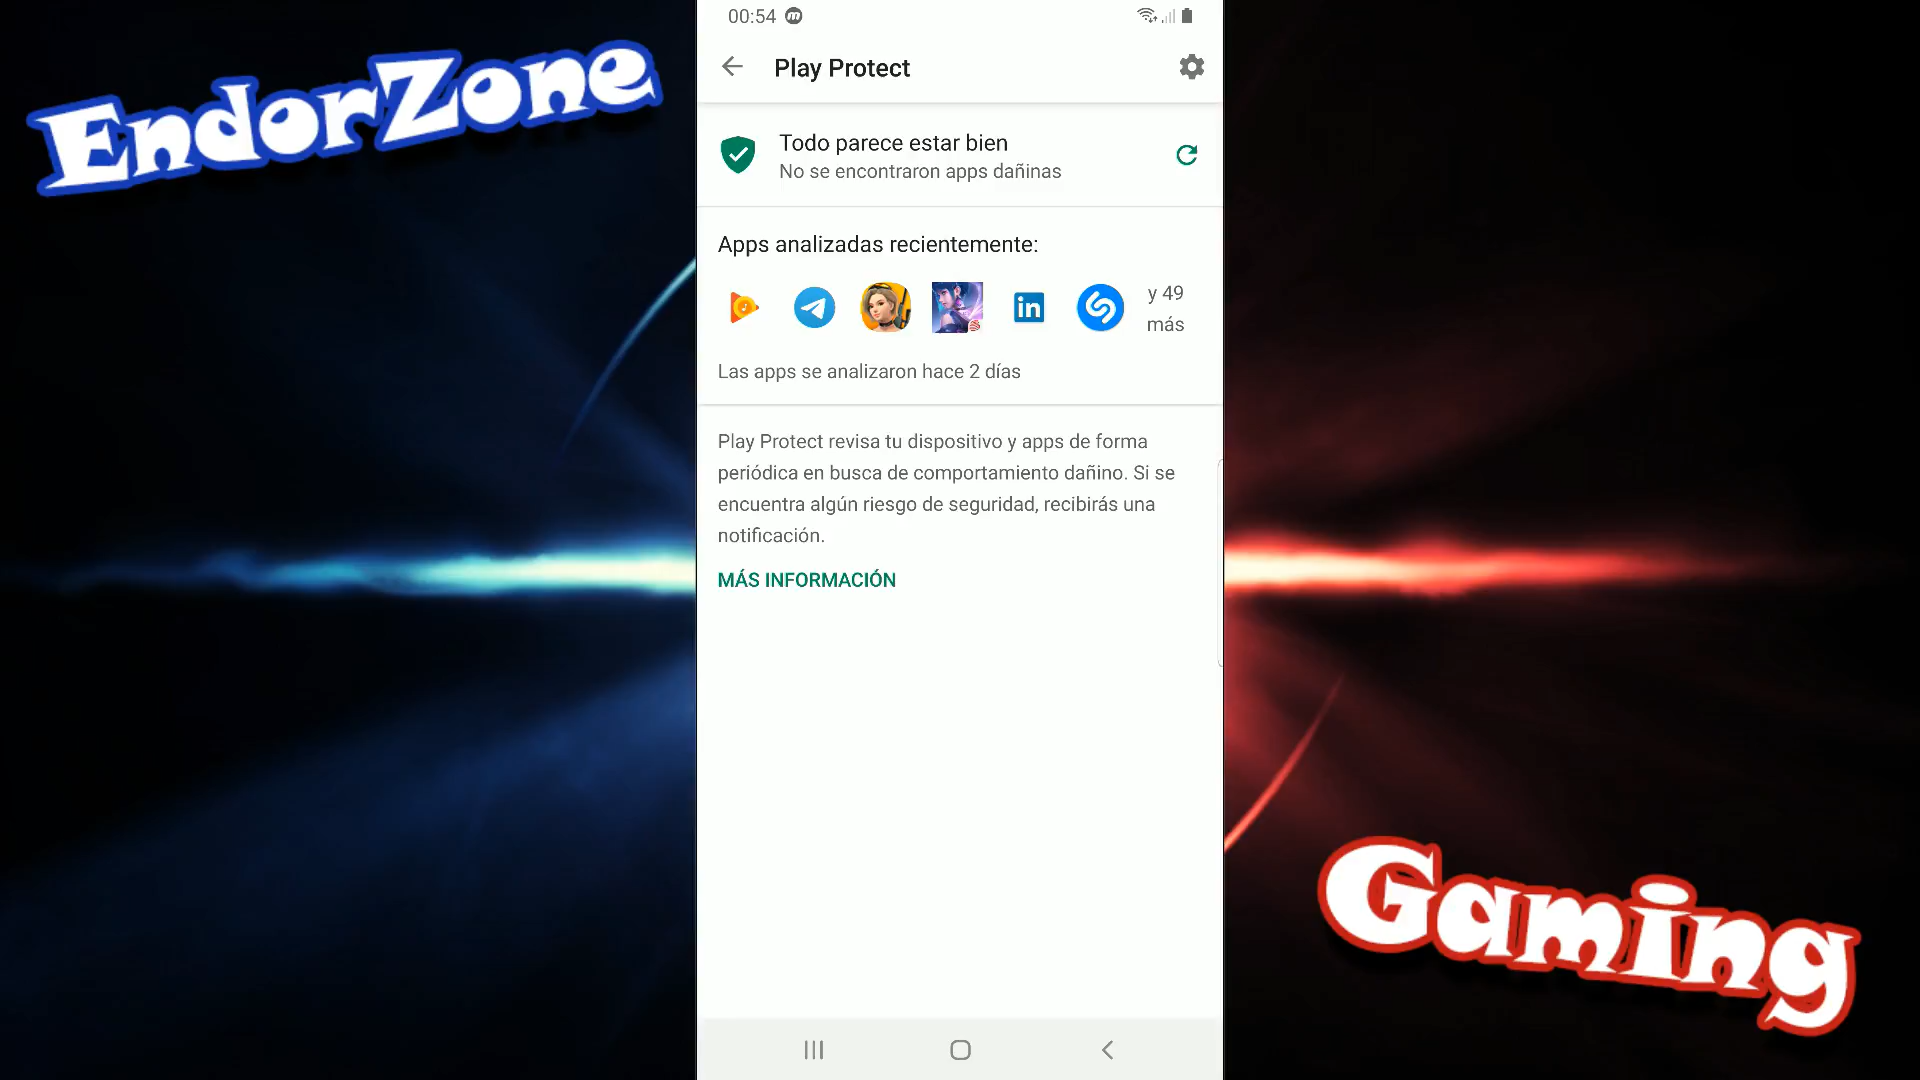 EndorZone
00:54
Play Protect
Todo parece estar bien
No se encontraron apps dañinas
Apps analizadas recientemente:
in
y 49
más
Las apps se analizaron hace 2 días
Play Protect revisa tu dispositivo y apps de forma
periódica en busca de comportamiento dañino. Si se
encuentra algún riesgo de seguridad, recibirás una
notificación.
MÁS INFORMACIÓN
Gaming